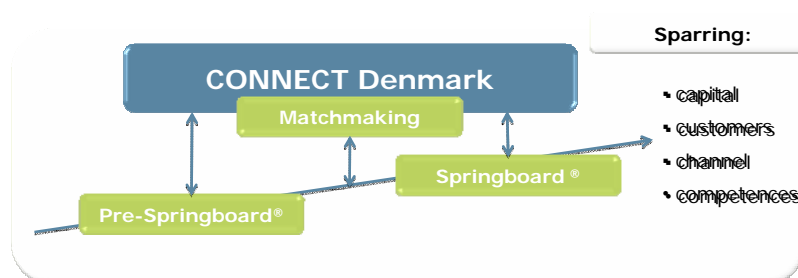 Sparring:
CONNECT Denmark
Matchmaking
Springboard ®
Pre-Springboard®
• capital
• customers
• channel
• competences